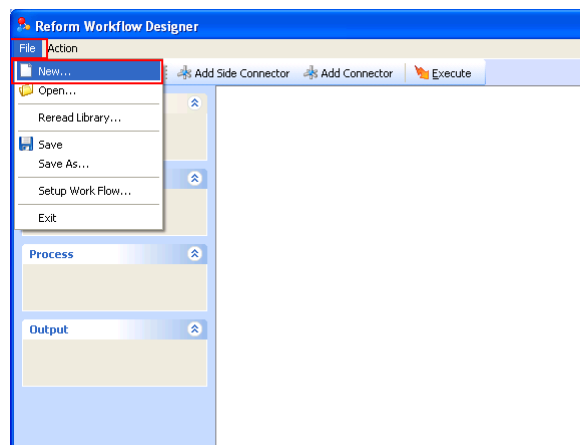 Reform Workflow Designer
File Action
New...
Add Side Connector Add Connector Execute
Open...
Reread Library...
Save
Save As...
Setup Work Flow...
Exit
Process
Output